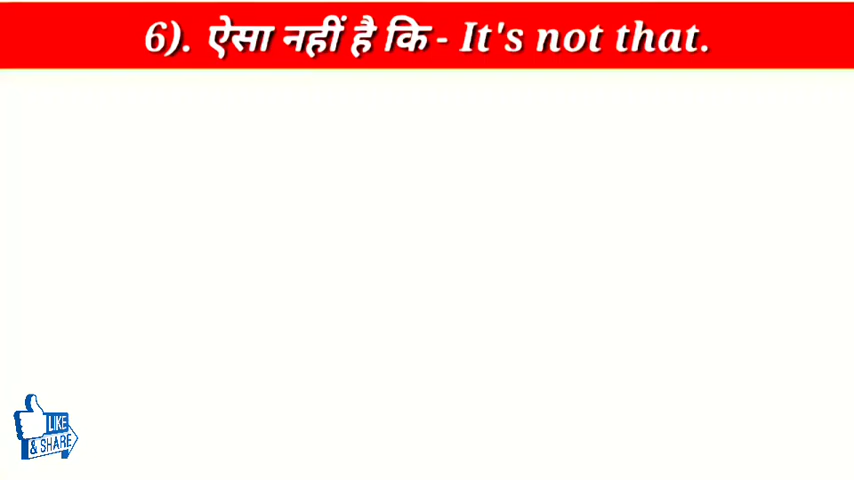 6). ऐसा नहीं है कि - It's not that.
LIKE
& SHARE